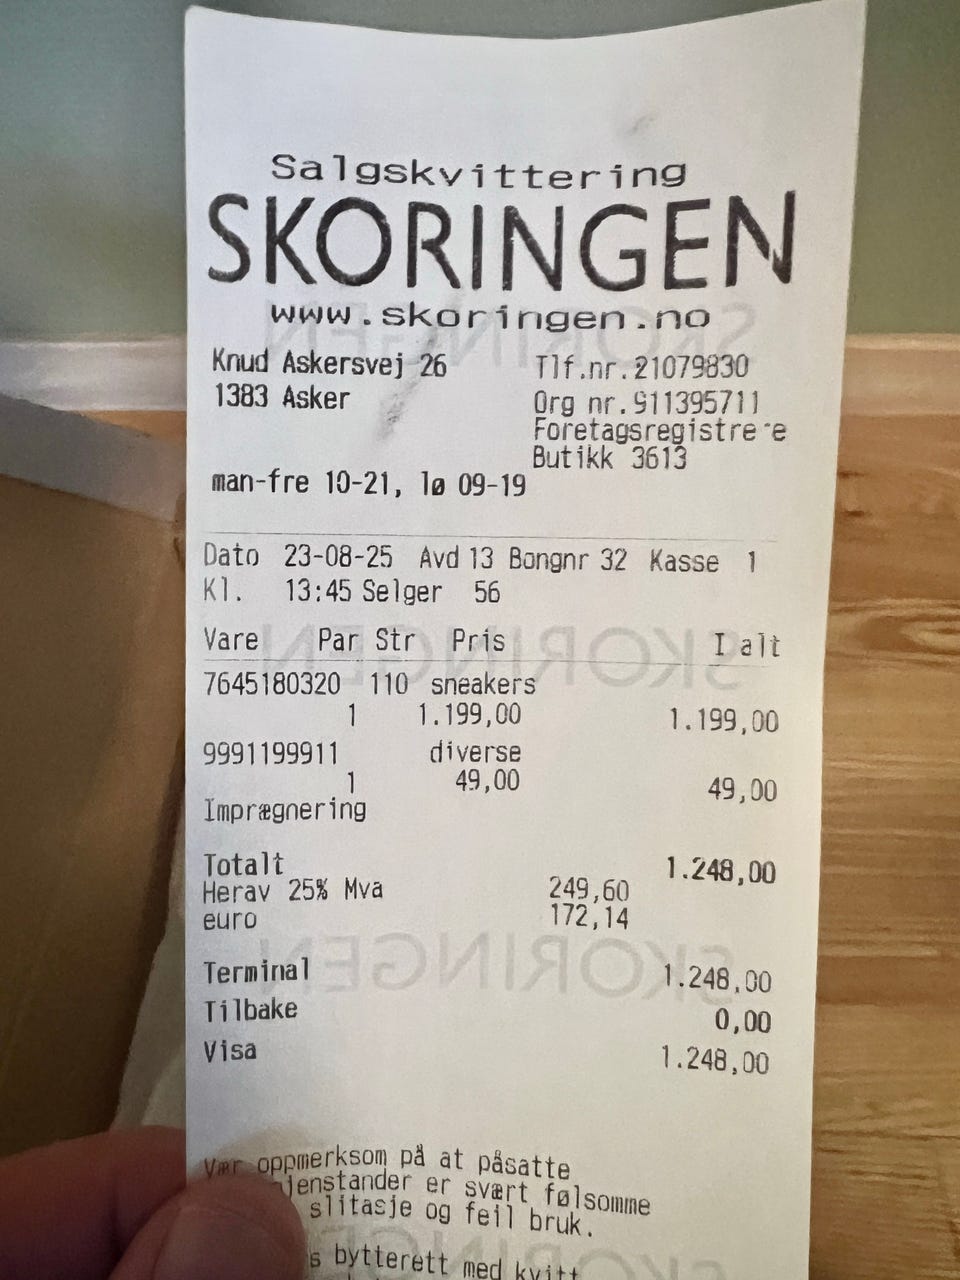 Salgskvittering
SKORINGEN
www.skoringen.no
Knud Askersvej 26 Tlf.nr.21079830
1383 Asker Org nr.911395711
Butikk 3613
man-fre 10-21, lø 09-19
Dato 23-08-25 Avd 13 Bongnr 32 Kasse 1
Kl. 13:45 Selger 56
Vare Par Str Pris I alt
7645180320 110 sneakers
1 1.199,00 1.199,00
9991199911 diverse
1 49,00 49,00
Imprægnering
Totalt 1.248,00
Herav 25% Mva 249,60
euro 172,14
Terminal 1.248,00
Tilbake 0,00
Visa 1.248,00
Vær oppmerksom på at påsatte
er svært følsomme
slitasje og feil bruk.
bytterett med
SKORINGEN
SKORINGEN
SKORINGEN